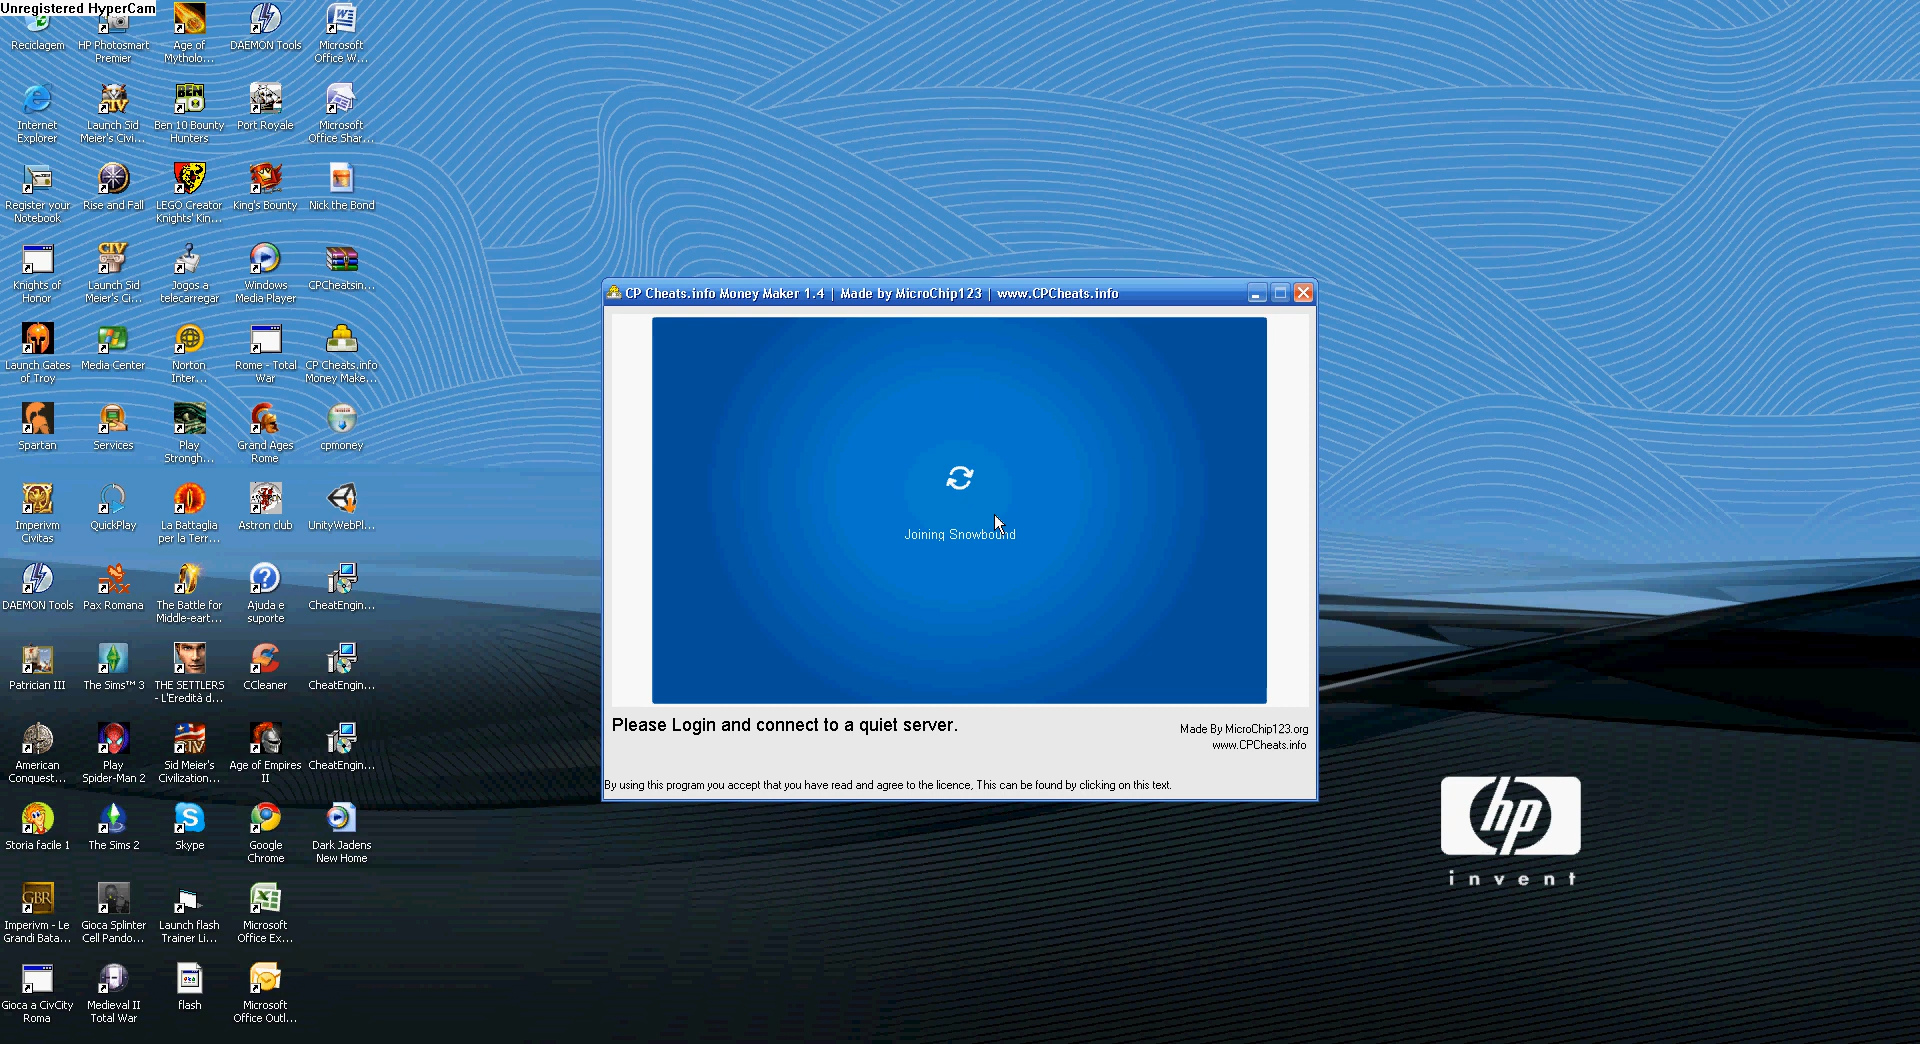 Unregistered HyperCam
Reciclagem
HP Photosmart
Premier
Age of
Mytholo...
DAEMON Tools
Microsoft
Office W...
Internet
Explorer
Launch Sid
Meier's Civi...
Ben 10 Bounty
Hunters
Port Royale
Microsoft
Office Shar...
Register your
Notebook
Rise and Fall
LEGO Creator
Knights' Kin...
King's Bounty
Nick the Bond
Knights of
Honor
Launch Sid
Meier's Ci...
Jogos a
telecarregar
Windows
Media Player
CPCheatsin...
Launch Gates
of Troy
Media Center
Norton
Inter...
Rome - Total
War
CP Cheats.info
Money Make...
Spartan
Services
Play
Strongh...
Grand Ages
Rome
cpmoney
Imperivm
Civitas
QuickPlay
La Battaglia
per la Terr...
Astron club
UnityWebPl...
DAEMON Tools
Pax Romana
The Battle for
Middle-eart...
Ajuda e
suporte
CheatEngin...
Patrician III
The Sims™ 3
THE SETTLERS
- L'Eredità d...
CCleaner
CheatEngin...
American
Conquest...
Play
Spider-Man 2
Sid Meier's
Civilization...
Age of Empires
II
CheatEngin...
Storia facile 1
The Sims 2
Skype
Google
Chrome
Dark Jadens
New Home
Imperivm - Le
Grandi Bata...
Gioca Splinter
Cell Pando...
Launch flash
Trainer Li...
Microsoft
Office Ex...
Gioca a CivCity
Roma
Medieval II
Total War
flash
Microsoft
Office Outl...
CP Cheats.info Money Maker 1.4 | Made by MicroChip123 | www.CPCheats.info
Joining Snowbound
Please Login and connect to a quiet server.
Made By MicroChip123.org
www.CPCheats.info
By using this program you accept that you have read and agree to the licence, This can be found by clicking on this text.
hp
invent